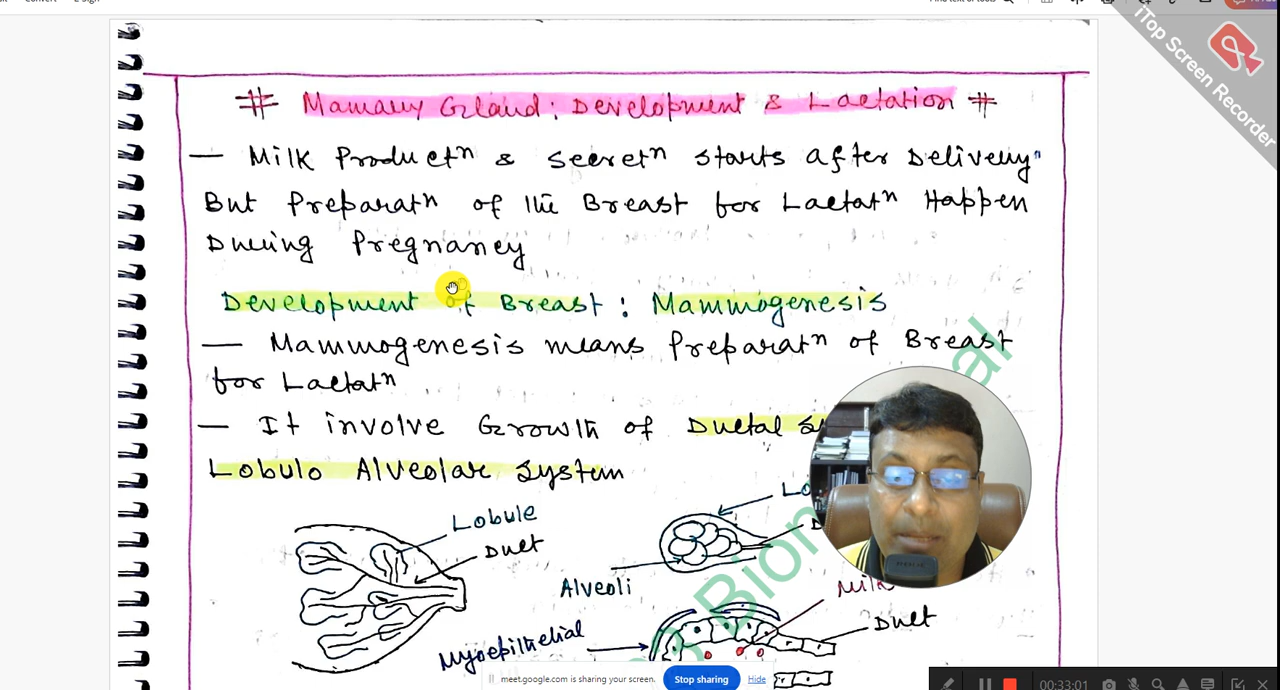 iTop Screen Recorder
# Mamary Gland: Development & Lactation #
— Milk Productn & Secretn starts after Delivery"
But Preparatn of the Breast for Lactatn Happen
During Pregnancy
Development of Breast: Mammogenesis
— Mammogenesis means Preparatn of Breast
for Lactatn
— It involve Growth of Ductal
Lobulo Alveolar System
Lobule
Duct
Alveoli
Milk
Duct
Myoepithelial
meet.google.com is sharing your screen.
Stop sharing
Hide
00:33:01